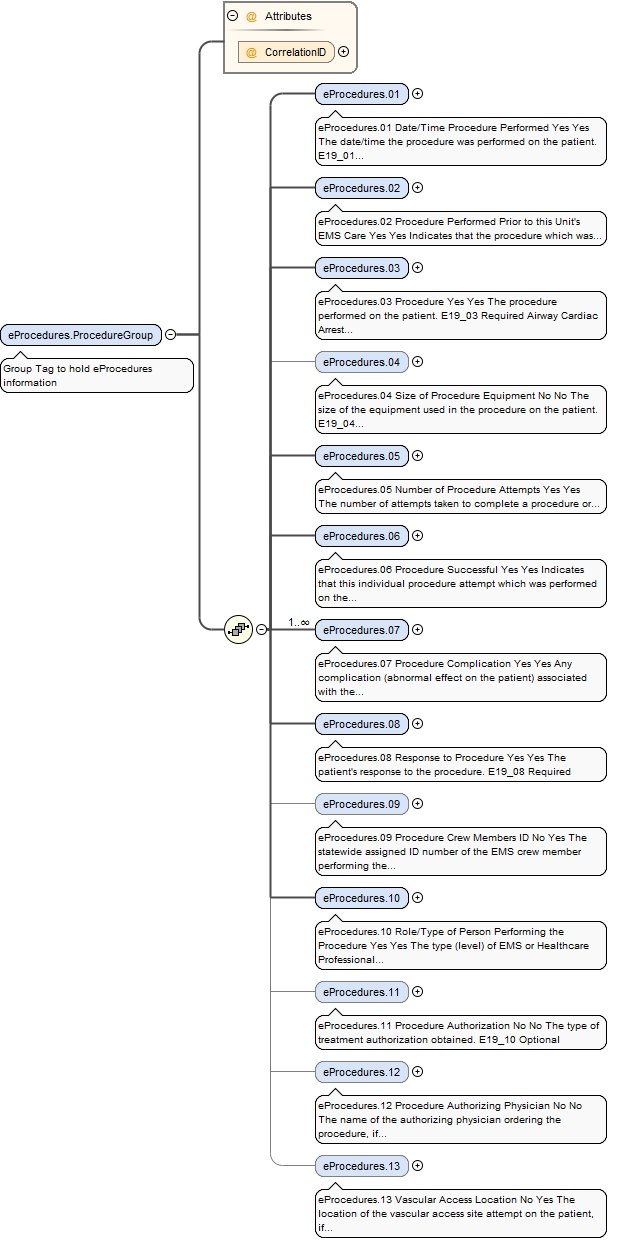 @ Attributes
@ CorrelationID
eProcedures.01
eProcedures.01 Date/Time Procedure Performed Yes Yes
The date/time the procedure was performed on the patient.
E19_01...
eProcedures.02
eProcedures.02 Procedure Performed Prior to this Unit's
EMS Care Yes Yes Indicates that the procedure which was...
eProcedures.03
eProcedures.03 Procedure Yes Yes The procedure
performed on the patient. E19_03 Required Airway Cardiac
Arrest...
eProcedures.ProcedureGroup
Group Tag to hold eProcedures
information
eProcedures.04
eProcedures.04 Size of Procedure Equipment No No The
size of the equipment used in the procedure on the patient.
E19_04...
eProcedures.05
eProcedures.05 Number of Procedure Attempts Yes Yes
The number of attempts taken to complete a procedure or...
eProcedures.06
eProcedures.06 Procedure Successful Yes Yes Indicates
that this individual procedure attempt which was performed
on the...
1..∞
eProcedures.07
eProcedures.07 Procedure Complication Yes Yes Any
complication (abnormal effect on the patient) associated
with the...
eProcedures.08
eProcedures.08 Response to Procedure Yes Yes The
patient's response to the procedure. E19_08 Required
eProcedures.09
eProcedures.09 Procedure Crew Members ID No Yes The
statewide assigned ID number of the EMS crew member
performing the...
eProcedures.10
eProcedures.10 Role/Type of Person Performing the
Procedure Yes Yes The type (level) of EMS or Healthcare
Professional...
eProcedures.11
eProcedures.11 Procedure Authorization No No The type of
treatment authorization obtained. E19_10 Optional
eProcedures.12
eProcedures.12 Procedure Authorizing Physician No No
The name of the authorizing physician ordering the
procedure, if...
eProcedures.13
eProcedures.13 Vascular Access Location No Yes The
location of the vascular access site attempt on the patient,
if...